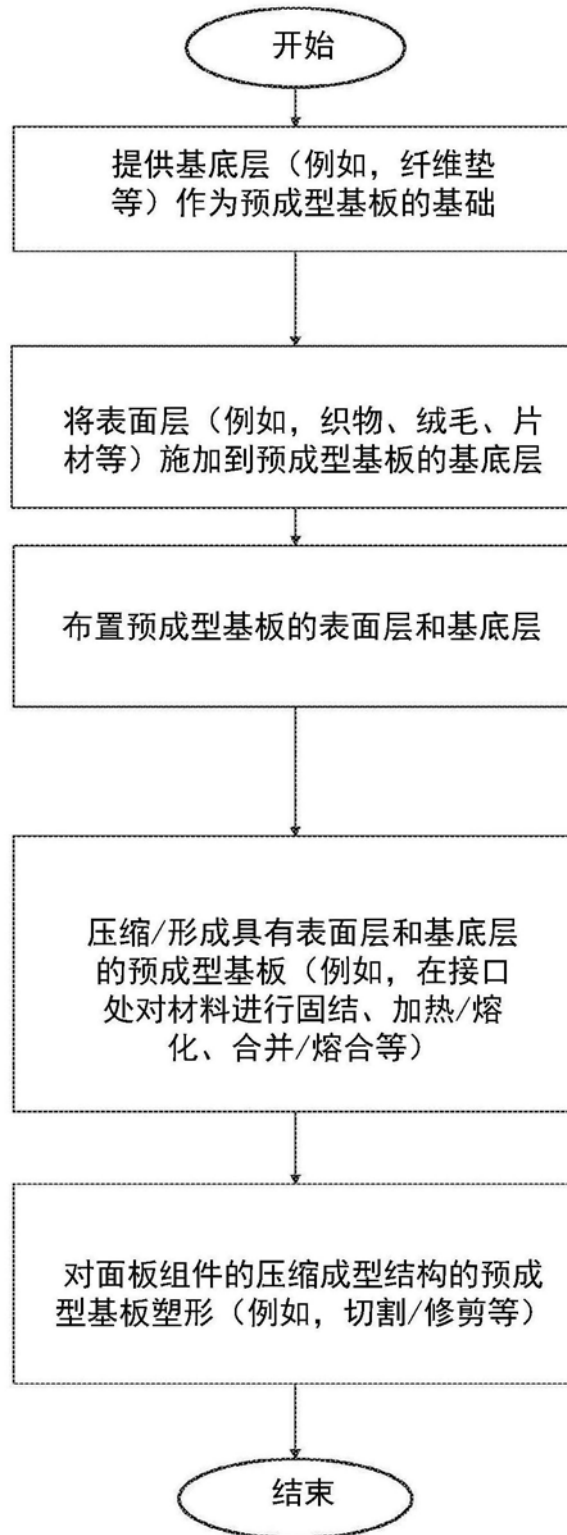 开始
提供基底层（例如，纤维垫
等）作为预成型基板的基础
将表面层（例如，织物、绒毛、片
材等）施加到预成型基板的基底层
布置预成型基板的表面层和基底层
压缩/形成具有表面层和基底层
的预成型基板（例如，在接口
处对材料进行固结、加热/熔
化、合并/熔合等）
对面板组件的压缩成型结构的预成
型基板塑形（例如，切割/修剪等）
结束